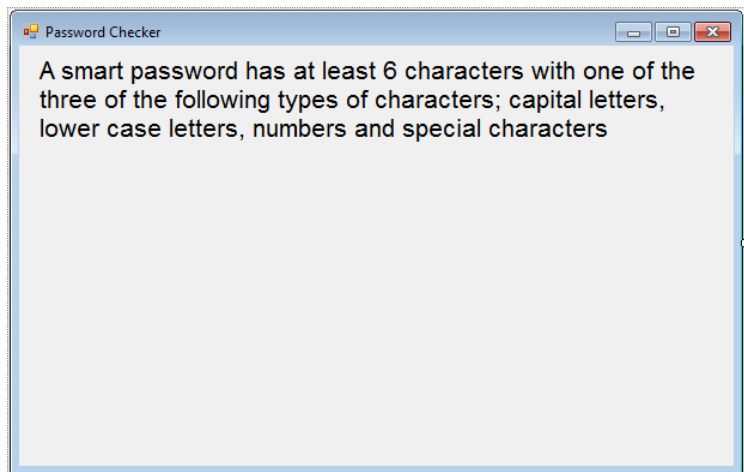 Password Checker
A smart password has at least 6 characters with one of the
three of the following types of characters; capital letters,
lower case letters, numbers and special characters